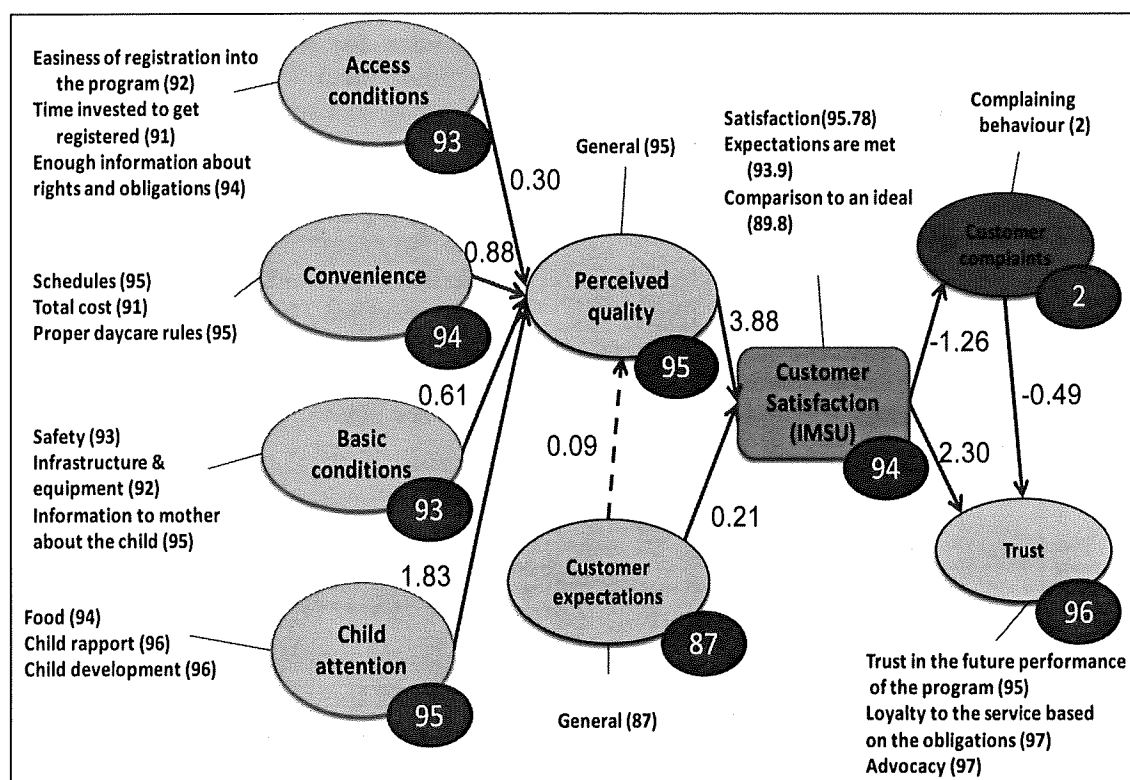 Easiness of registration into
the program (92)
Time invested to get
registered (91)
Enough information about
rights and obligations (94)
Access
conditions
93
0.30
Schedules (95)
Total cost (91)
Proper daycare rules (95)
Convenience
94
0.88
Safety (93)
Infrastructure &
equipment (92)
Information to mother
about the child (95)
Basic
conditions
93
0.61
Food (94)
Child rapport (96)
Child development (96)
Child
attention
95
1.83
General (95)
Perceived
quality
95
3.88
0.09
Customer
expectations
87
General (87)
0.21
Satisfaction(95.78)
Expectations are met
(93.9)
Comparison to an ideal
(89.8)
Customer
Satisfaction
(IMSU)
94
Complaining
behaviour (2)
Customer
complaints
2
-1.26
-0.49
2.30
Trust
96
Trust in the future performance
of the program (95)
Loyalty to the service based
on the obligations (97)
Advocacy (97)